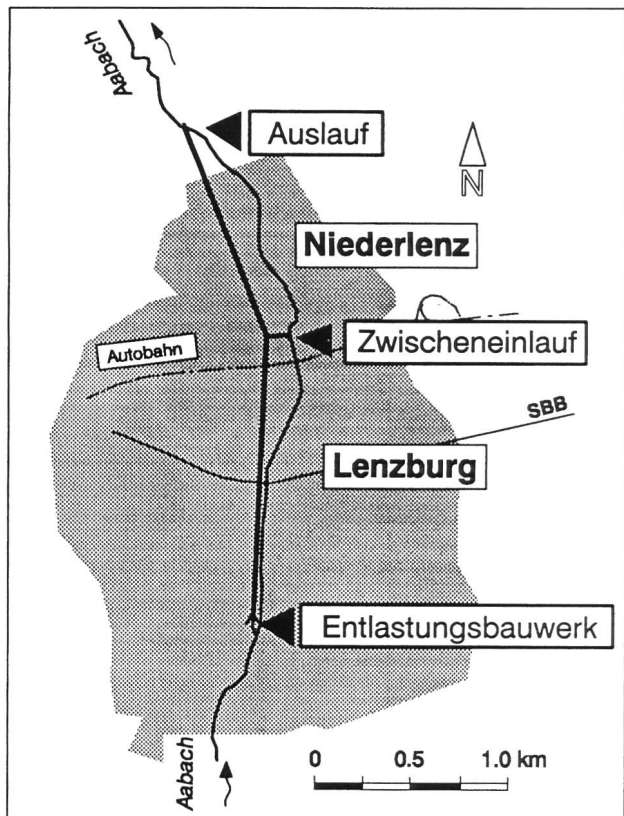 Aabach
Auslauf
N
Niederlenz
Zwischeneinlauf
Autobahn
SBB
Lenzburg
Entlastungsbauwerk
Aabach
0 0.5 1.0 km